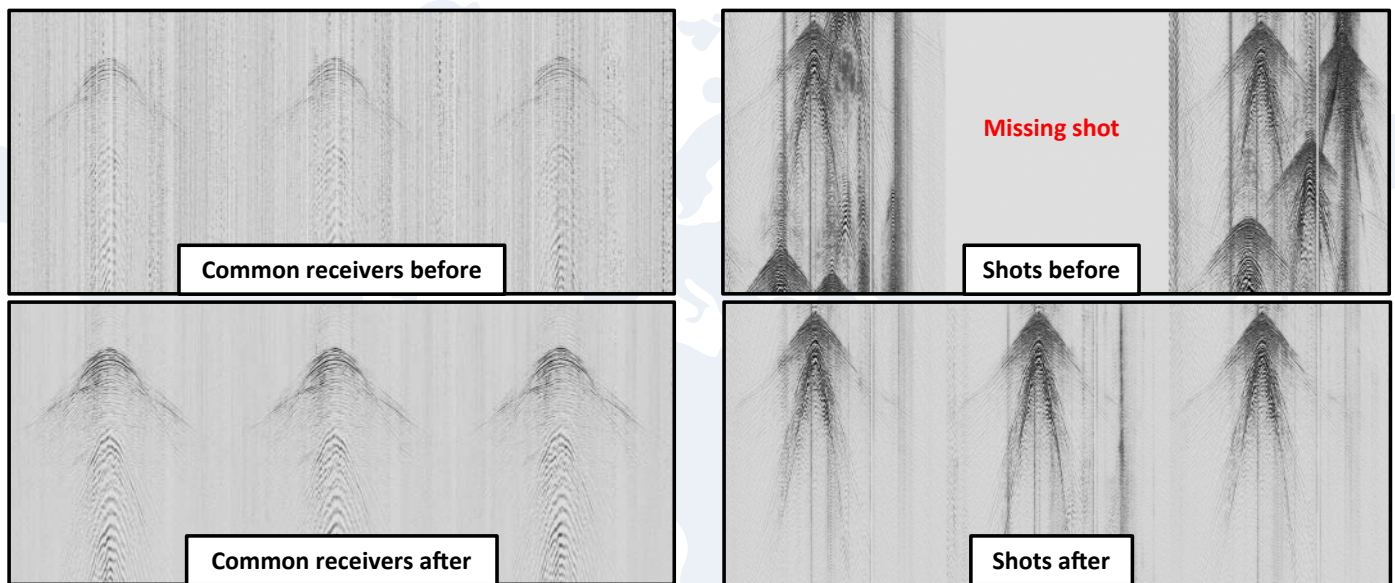 Common receivers before
Missing shot
Shots before
Common receivers after
Shots after